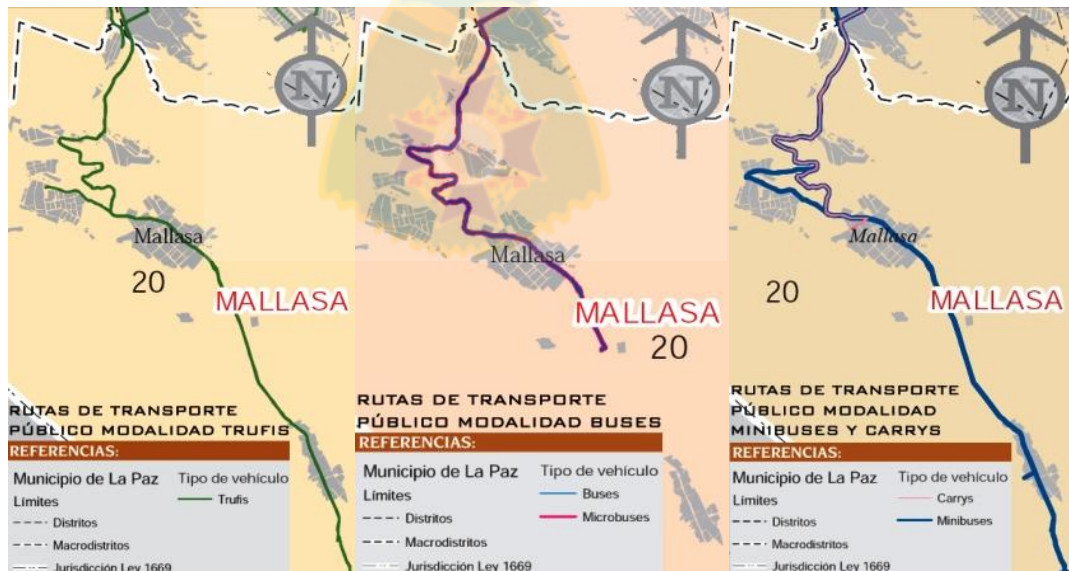 N
Mallasa
20
MALLASA
RUTAS DE TRANSPORTE
PÚBLICO MODALIDAD TRUFIS
REFERENCIAS:
Municipio de La Paz
Límites
Distritos
Macrodistritos
Jurisdicción Ley 1669
Tipo de vehículo
Trufis
N
Mallasa
MALLASA
20
RUTAS DE TRANSPORTE
PÚBLICO MODALIDAD BUSES
REFERENCIAS:
Municipio de La Paz
Límites
Distritos
Macrodistritos
Jurisdicción Ley 1669
Tipo de vehículo
Buses
Microbuses
N
Mallasa
20
MALLASA
RUTAS DE TRANSPORTE
PÚBLICO MODALIDAD
MINIBUSES Y CARRYS
REFERENCIAS:
Municipio de La Paz
Límites
Distritos
Macrodistritos
Jurisdicción Ley 1669
Tipo de vehículo
Carrys
Minibuses